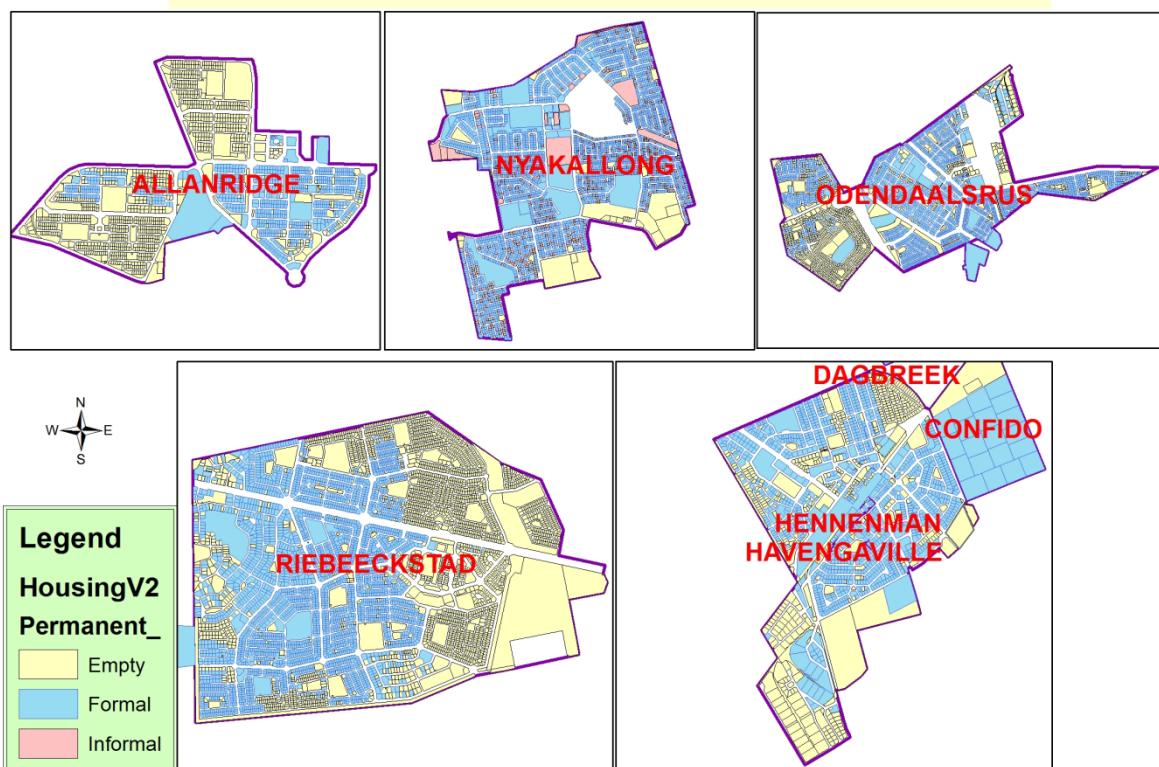 ALLANRIDGE
NYAKALLONG
ODENDAALSRUS
DAGBREEK
CONFIDO
N
W E
S
HENNENMAN
HAVENGAVILLE
RIEBEECKSTAD
Legend
HousingV2
Permanent_
Empty
Formal
Informal